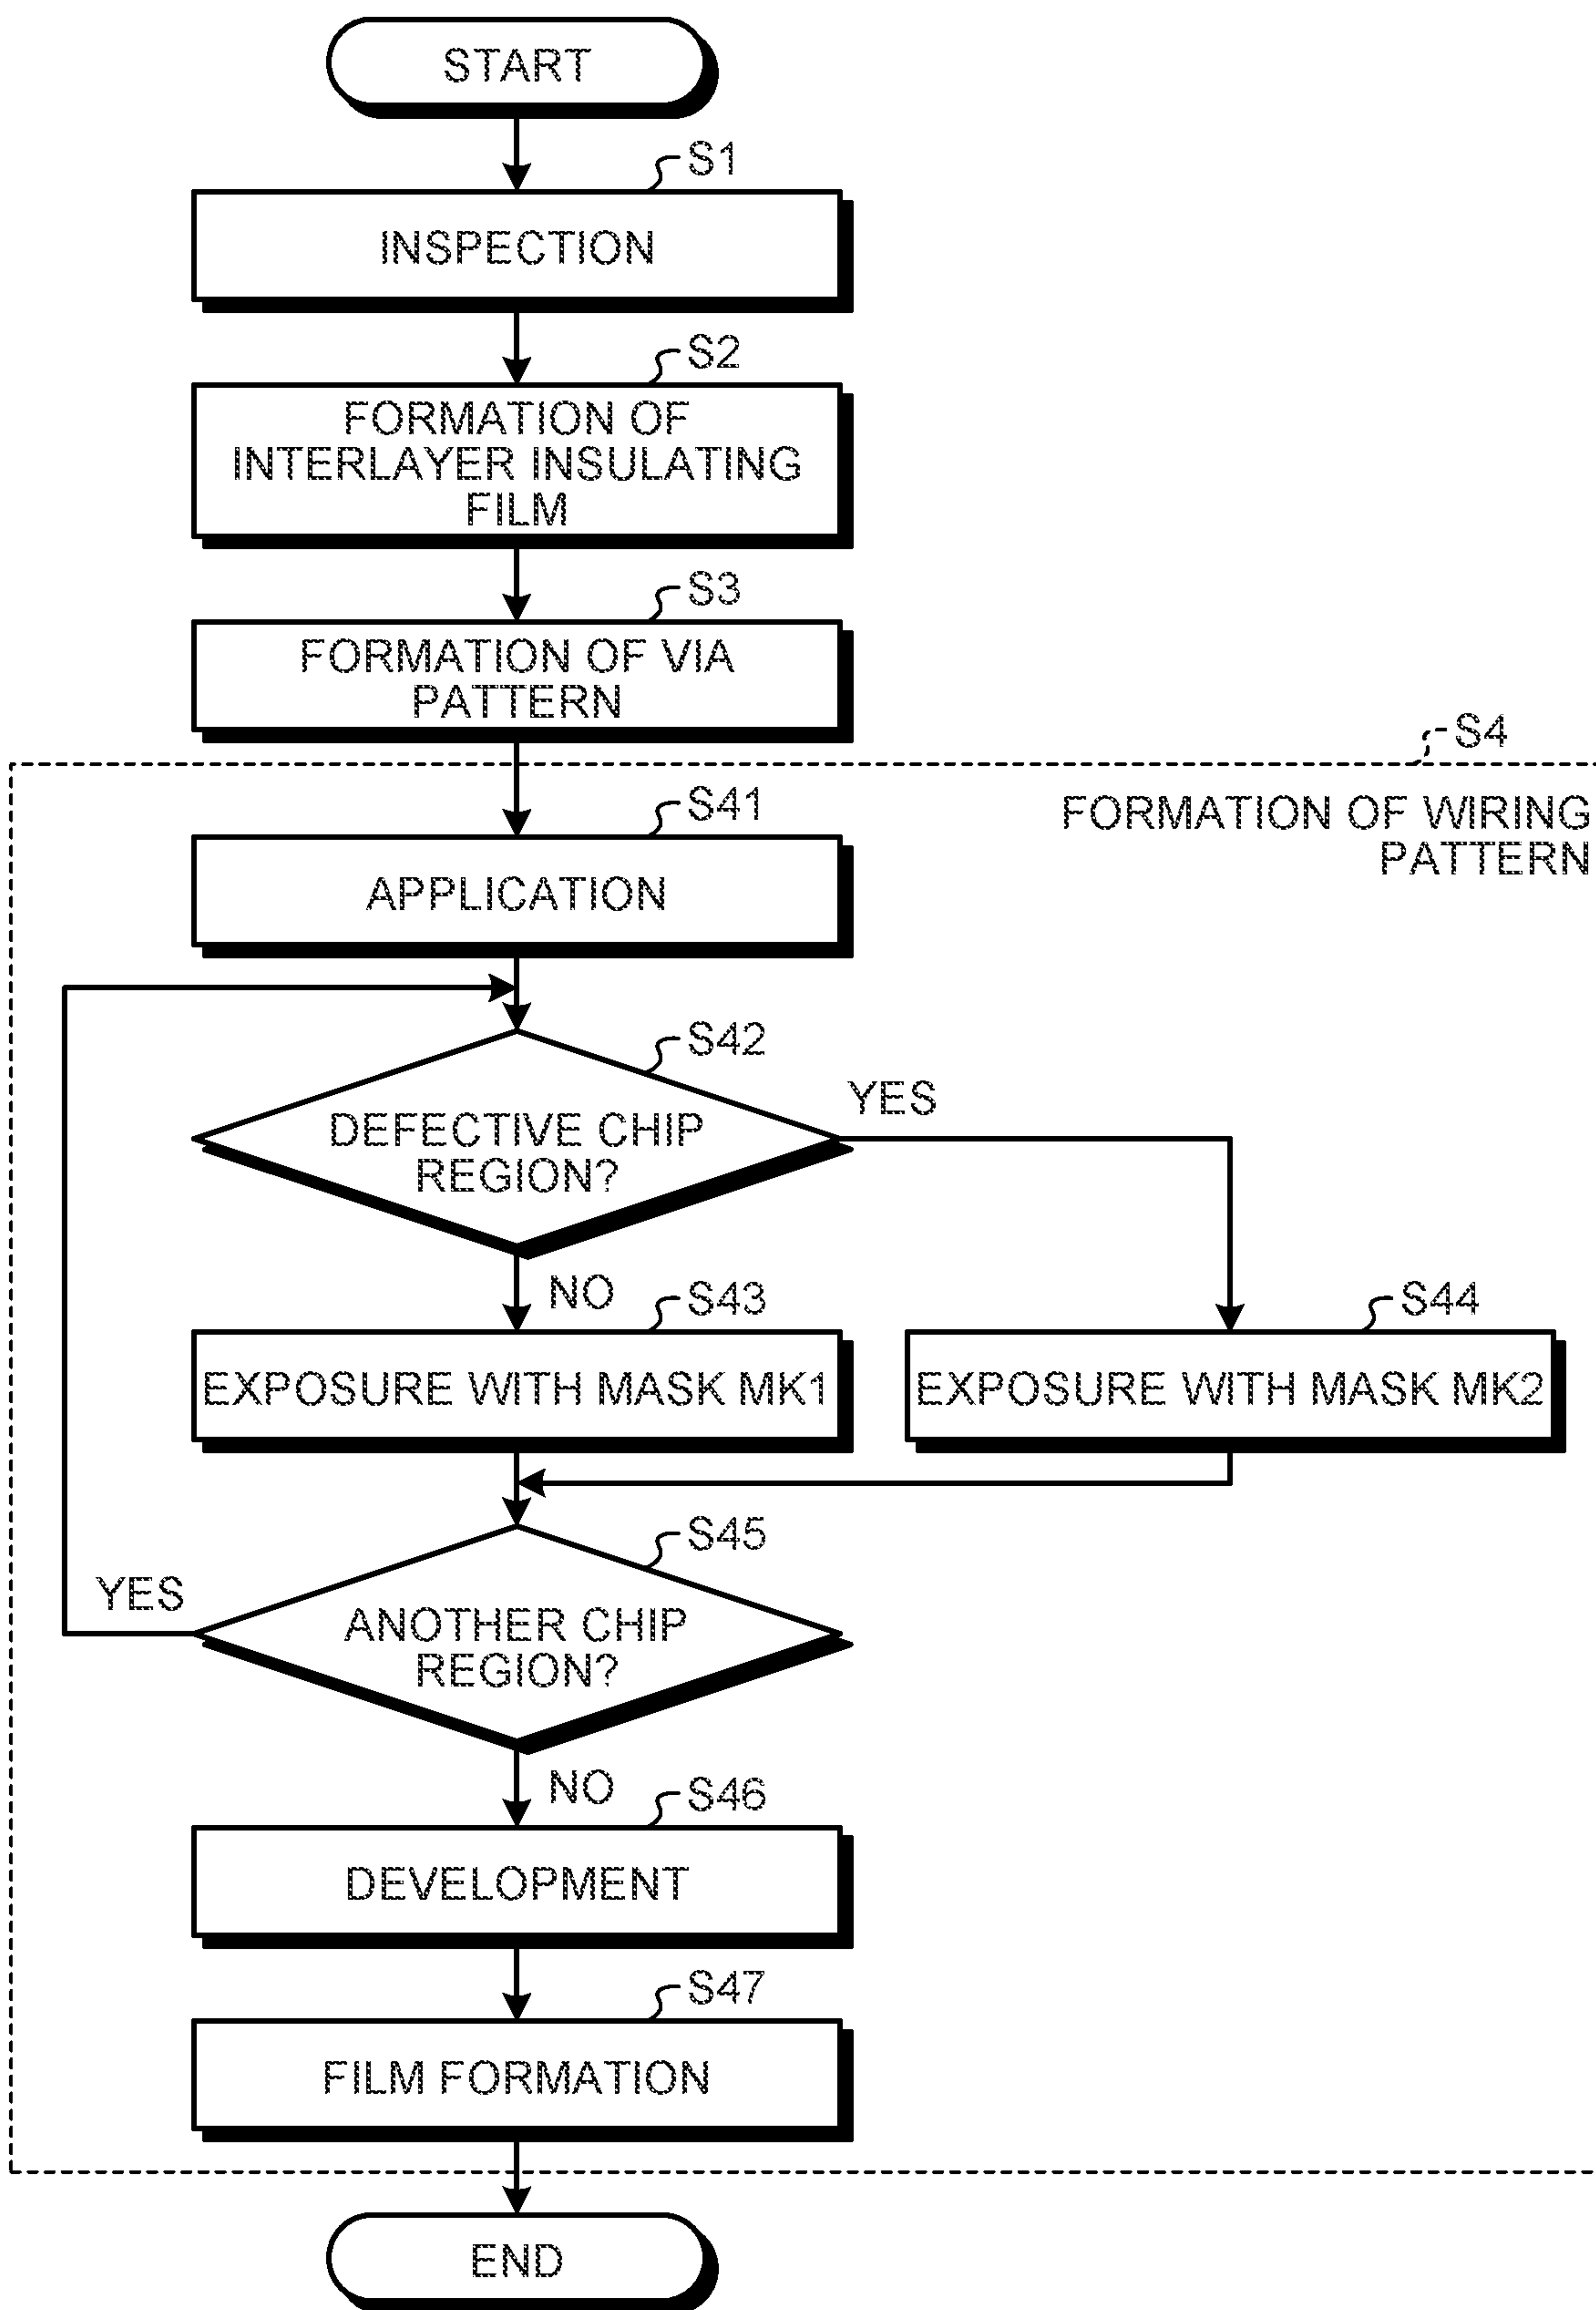 START
S1
INSPECTION
S2
FORMATION OF
INTERLAYER INSULATING
FILM
S3
FORMATION OF VIA
PATTERN
S4
FORMATION OF WIRING
PATTERN
S41
APPLICATION
S42
DEFECTIVE CHIP
REGION?
YES
NO
S43
EXPOSURE WITH MASK MK1
S44
EXPOSURE WITH MASK MK2
S45
ANOTHER CHIP
REGION?
YES
NO
S46
DEVELOPMENT
S47
FILM FORMATION
END